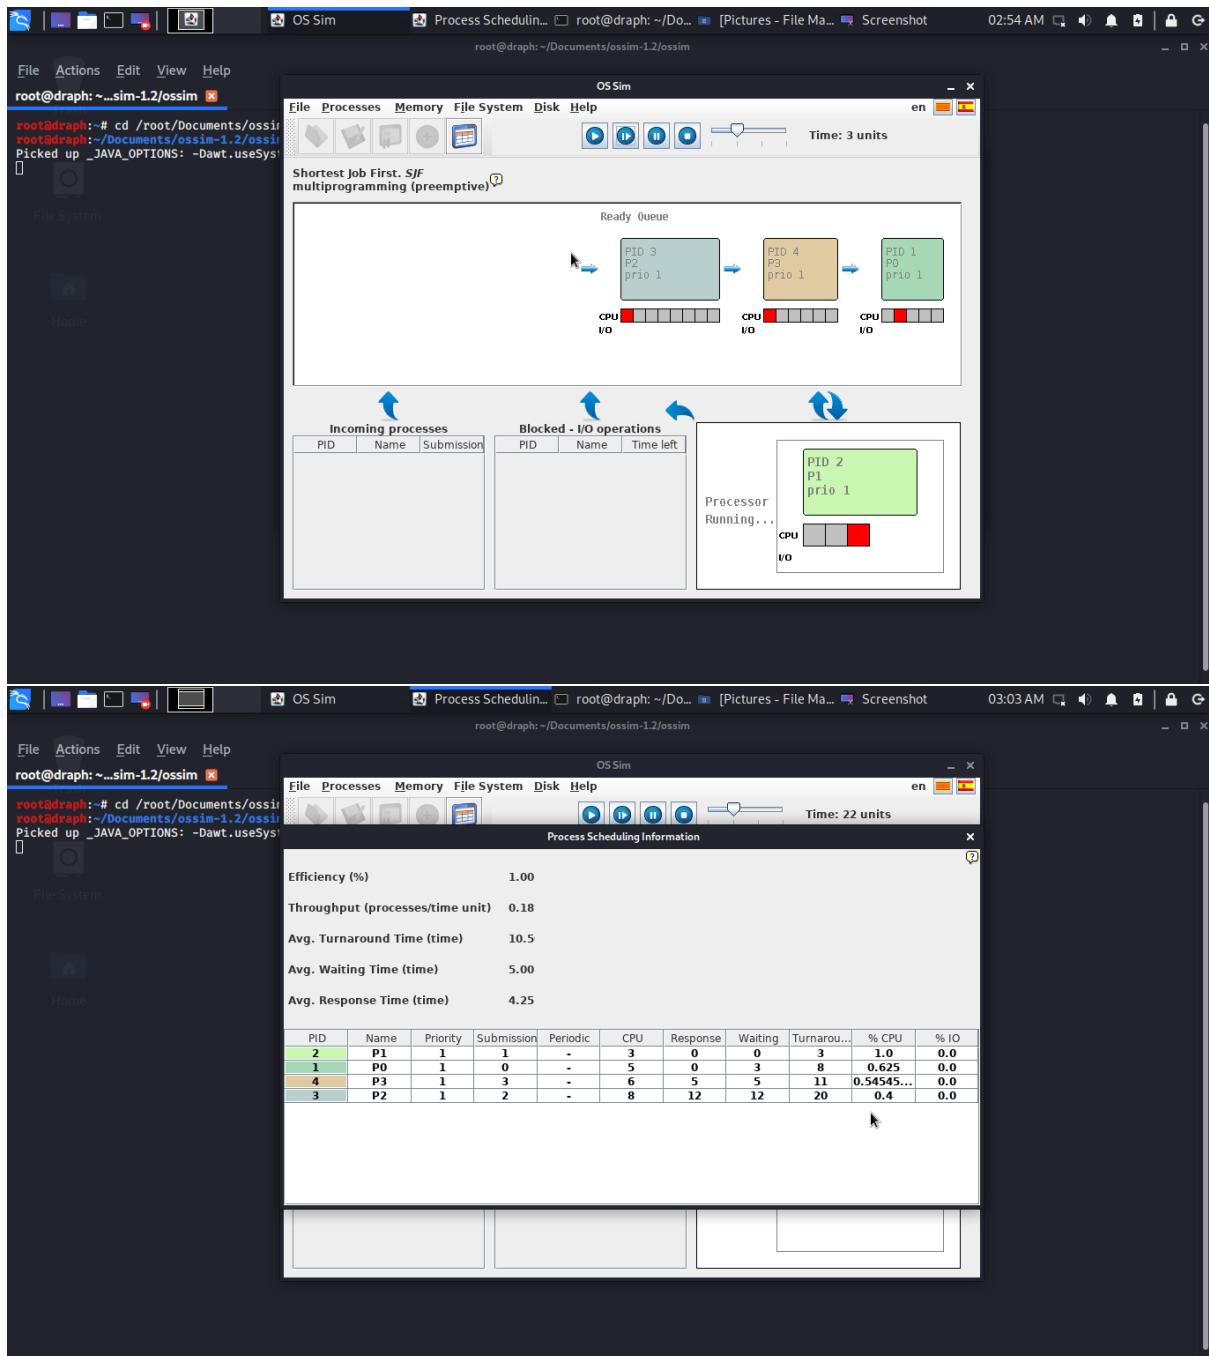 OS Sim Process Schedulin... root@draph: ~/Do... [Pictures - File Ma... Screenshot 02:54 AM
root@draph: ~/Documents/ossim-1.2/ossim
File Actions Edit View Help
root@draph: ~...sim-1.2/ossim
root@draph:~# cd /root/Documents/ossi
root@draph:~/Documents/ossim-1.2/ossi
Picked up _JAVA_OPTIONS: -Dawt.useSys
File System
Home
OS Sim
File Processes Memory File System Disk Help en
Time: 3 units
Shortest Job First. SJF
multiprogramming (preemptive)
Ready Queue
PID 3 PID 4 PID 1
P2 P3 P0
prio 1 prio 1 prio 1
CPU CPU CPU
I/O I/O I/O
Incoming processes Blocked - I/O operations
PID Name Submission PID Name Time left
PID 2
P1
prio 1
Processor
Running...
CPU
I/O
OS Sim Process Schedulin... root@draph: ~/Do... [Pictures - File Ma... Screenshot 03:03 AM
root@draph: ~/Documents/ossim-1.2/ossim
File Actions Edit View Help
root@draph: ~...sim-1.2/ossim
root@draph:~# cd /root/Documents/ossi
root@draph:~/Documents/ossim-1.2/ossi
Picked up _JAVA_OPTIONS: -Dawt.useSys
File System
Home
OS Sim
File Processes Memory File System Disk Help en
Time: 22 units
Process Scheduling Information
Efficiency (%) 1.00
Throughput (processes/time unit) 0.18
Avg. Turnaround Time (time) 10.5
Avg. Waiting Time (time) 5.00
Avg. Response Time (time) 4.25
PID Name Priority Submission Periodic CPU Response Waiting Turnarou... % CPU % IO
2 P1 1 1 - 3 0 0 3 1.0 0.0
1 P0 1 0 - 5 0 3 8 0.625 0.0
4 P3 1 3 - 6 5 5 11 0.54545... 0.0
3 P2 1 2 - 8 12 12 20 0.4 0.0